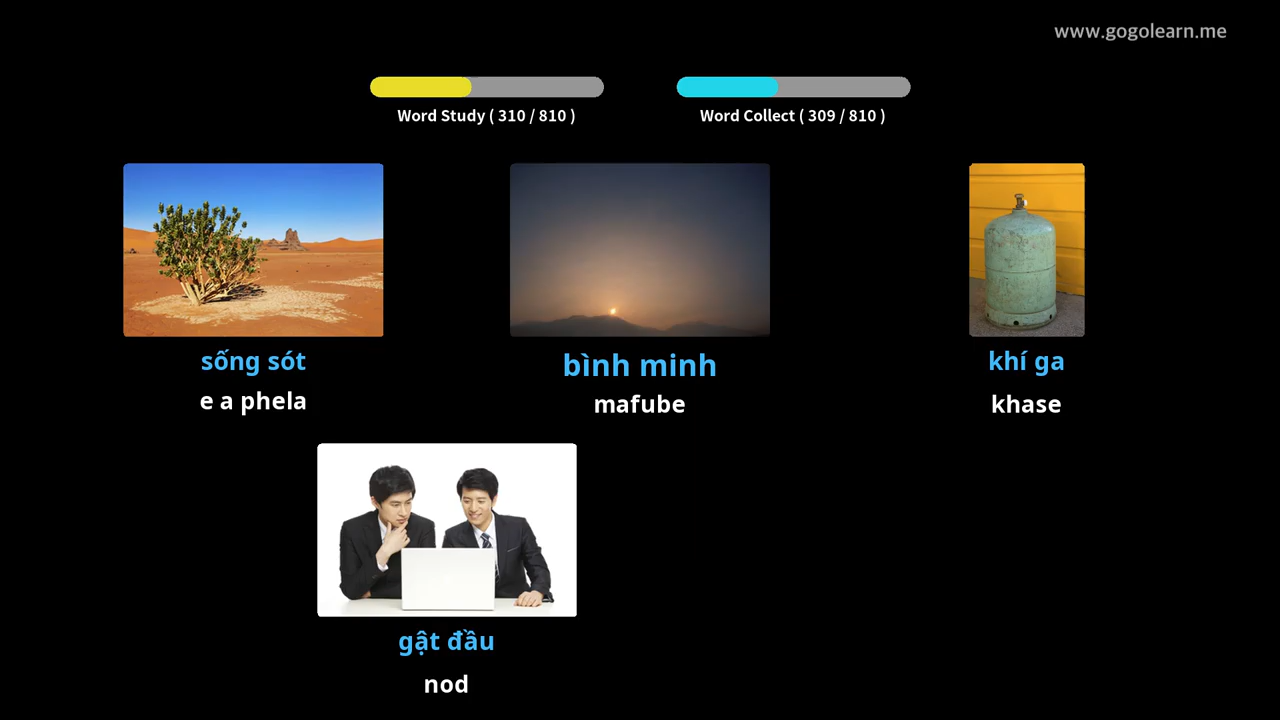 www.gogolearn.me
Word Study ( 310 / 810 )
Word Collect ( 309 / 810 )
sống sót
e a phela
bình minh
mafube
khí ga
khase
gật đầu
nod